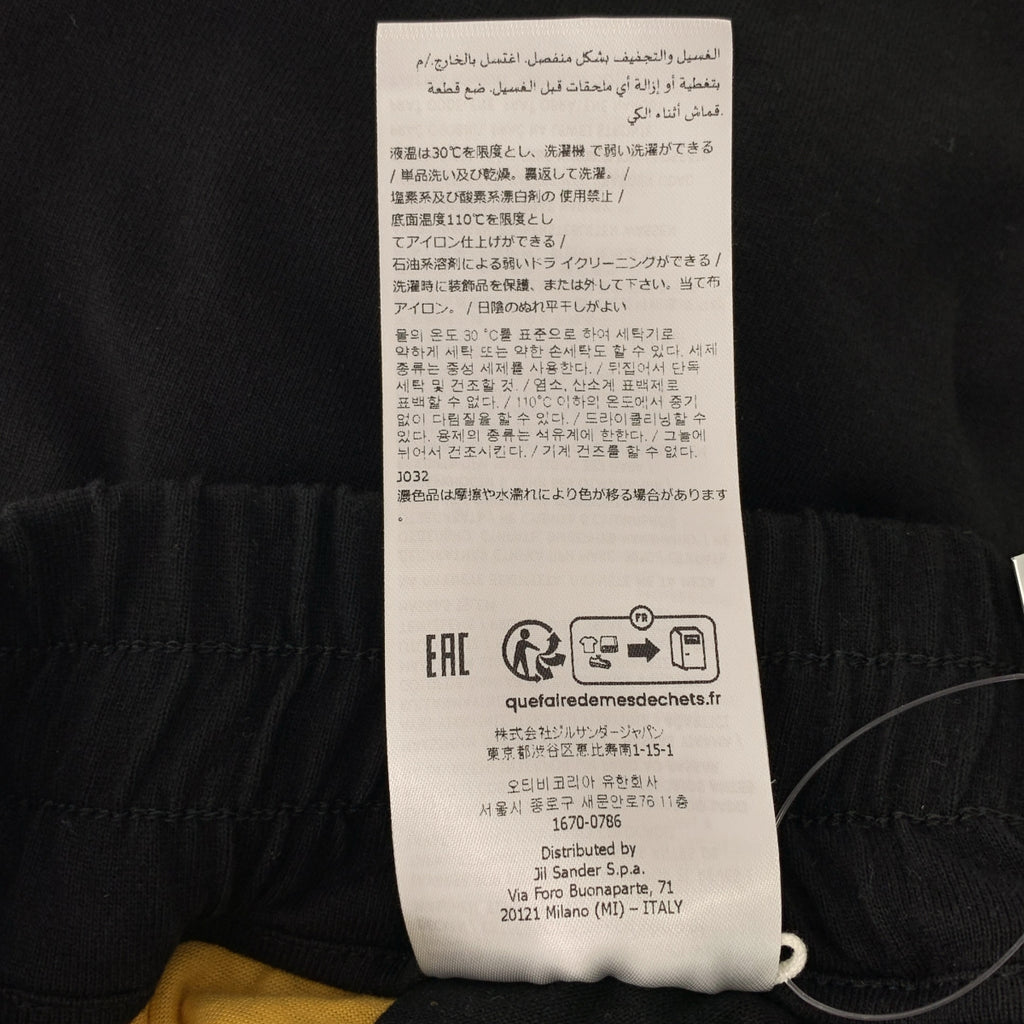 الغسيل والتجفيف بشكل منفصل. اغتسل بالخارج./م
بتغطية أو إزالة أي ملحقات قبل الغسيل. ضع قطعة
قماش أثناء الكي.
液温は30℃を限度とし、洗濯機 で弱い洗濯ができる
/ 単品洗い及び乾燥。裏返して洗濯。 /
塩素系及び酸素系漂白剤の 使用禁止 /
底面温度110℃を限度とし
てアイロン仕上げができる /
石油系溶剤による弱いドラ イクリーニングができる /
洗濯時に装飾品を保護、または外して下さい。当て布
アイロン。 / 日陰のぬれ平干しがよい
물의 온도 30 ℃를 표준으로 하여 세탁기로
약하게 세탁 또는 약한 손세탁도 할 수 있다. 세제
종류는 중성 세제를 사용한다. / 뒤집어서 단독
세탁 및 건조할 것. / 염소, 산소계 표백제로
표백할 수 없다. / 110℃ 이하의 온도에서 중기
없이 다림질을 할 수 있다. / 드라이클리닝할 수
있다. 용제의 종류는 석유계에 한한다. / 그늘에
뉘어서 건조시킨다. / 기계 건조를 할 수 없다.
J032
濃色品は摩擦や水濡れにより色が移る場合があります
。
EAC
FR
quefairedemesdechets.fr
株式会社ジルサンダージャパン
東京都渋谷区恵比寿南1-15-1
오티비코리아 유한회사
서울시 종로구 새문안로76 11층
1670-0786
Distributed by
Jil Sander S.p.a.
Via Foro Buonaparte, 71
20121 Milano (MI) – ITALY